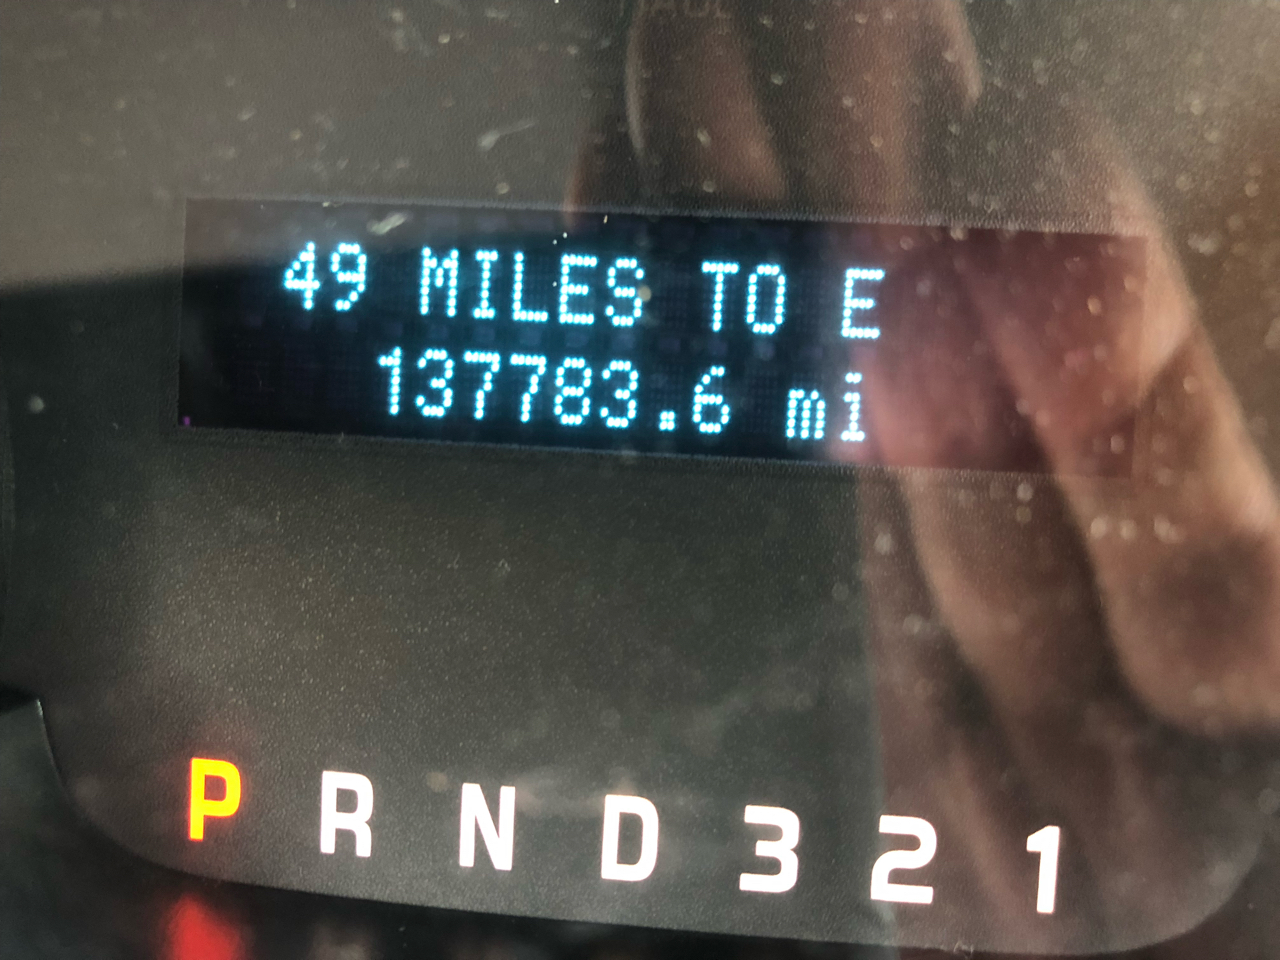 49 MILES TO E
137783.6 mi
P R N D 3 2 1